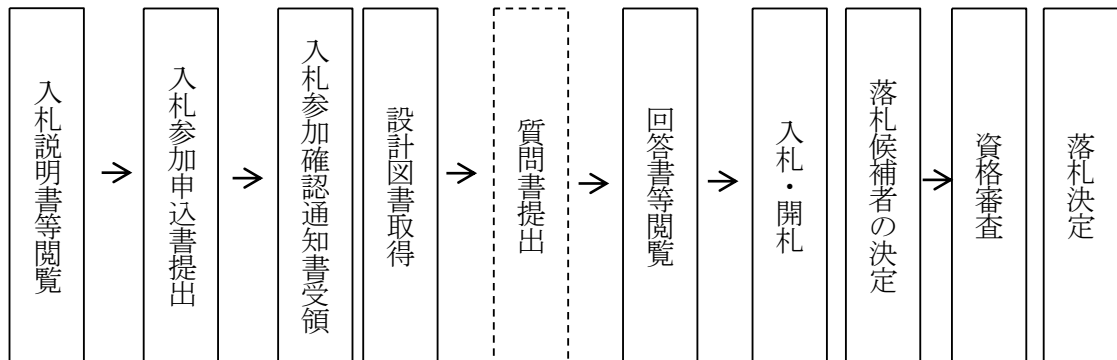 入札説明書等閲覧
入札参加申込書提出
入札参加確認通知書受領
設計図書取得
質問書提出
回答書等閲覧
入札・開札
落札候補者の決定
資格審査
落札決定